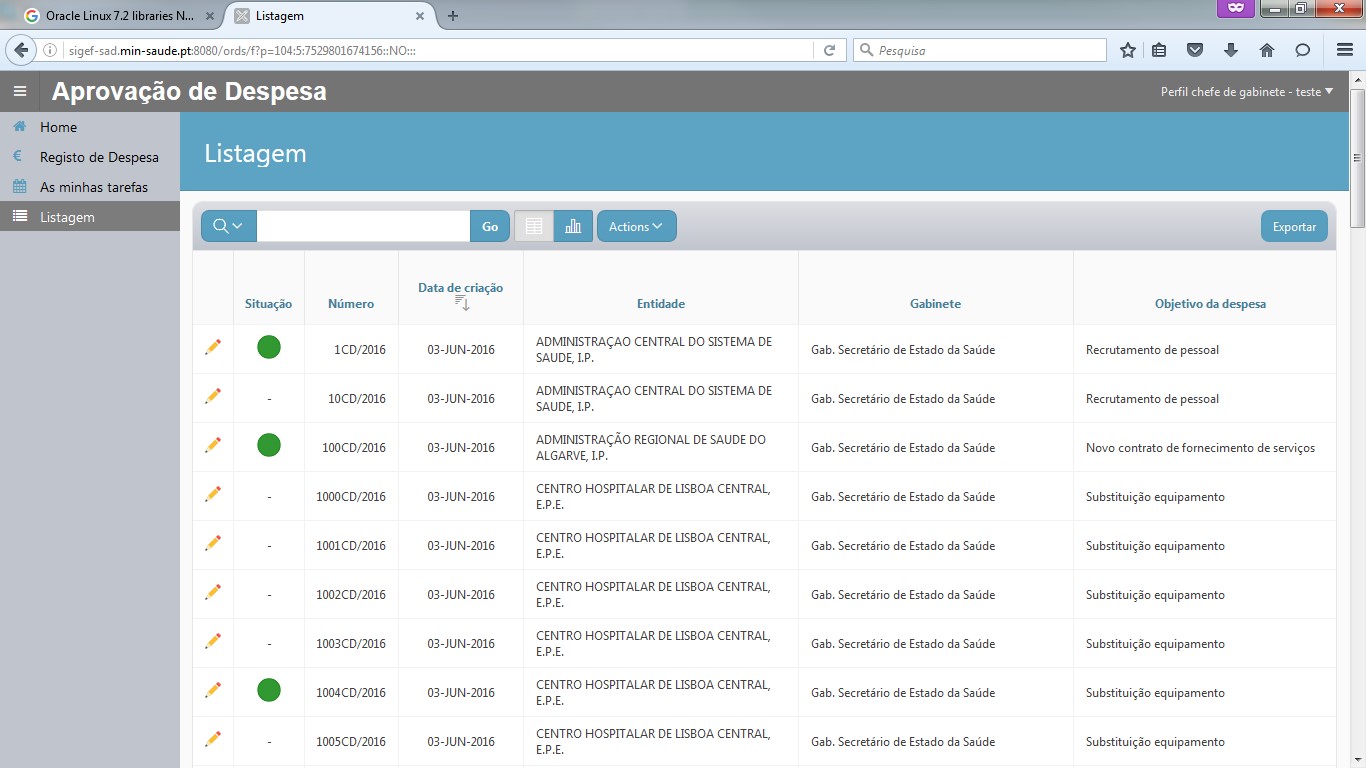 Oracle Linux 7.2 libraries N...
Listagem
sigef-sad.min-saude.pt:8080/ords/f?p=104:5:7529801674156::NO:::
Pesquisa
Aprovação de Despesa
Perfil chefe de gabinete - teste
Home
Registo de Despesa
As minhas tarefas
Listagem
Listagem
Go
Actions
Exportar
Situação Número Data de criação Entidade Gabinete Objetivo da despesa
1CD/2016 03-JUN-2016 ADMINISTRAÇAO CENTRAL DO SISTEMA DE Gab. Secretário de Estado da Saúde Recrutamento de pessoal
SAUDE, I.P.
- 10CD/2016 03-JUN-2016 ADMINISTRAÇAO CENTRAL DO SISTEMA DE Gab. Secretário de Estado da Saúde Recrutamento de pessoal
SAUDE, I.P.
100CD/2016 03-JUN-2016 ADMINISTRAÇÃO REGIONAL DE SAUDE DO Gab. Secretário de Estado da Saúde Novo contrato de fornecimento de serviços
ALGARVE, I.P.
- 1000CD/2016 03-JUN-2016 CENTRO HOSPITALAR DE LISBOA CENTRAL, Gab. Secretário de Estado da Saúde Substituição equipamento
E.P.E.
- 1001CD/2016 03-JUN-2016 CENTRO HOSPITALAR DE LISBOA CENTRAL, Gab. Secretário de Estado da Saúde Substituição equipamento
E.P.E.
- 1002CD/2016 03-JUN-2016 CENTRO HOSPITALAR DE LISBOA CENTRAL, Gab. Secretário de Estado da Saúde Substituição equipamento
E.P.E.
- 1003CD/2016 03-JUN-2016 CENTRO HOSPITALAR DE LISBOA CENTRAL, Gab. Secretário de Estado da Saúde Substituição equipamento
E.P.E.
1004CD/2016 03-JUN-2016 CENTRO HOSPITALAR DE LISBOA CENTRAL, Gab. Secretário de Estado da Saúde Substituição equipamento
E.P.E.
- 1005CD/2016 03-JUN-2016 CENTRO HOSPITALAR DE LISBOA CENTRAL, Gab. Secretário de Estado da Saúde Substituição equipamento
E.P.E.